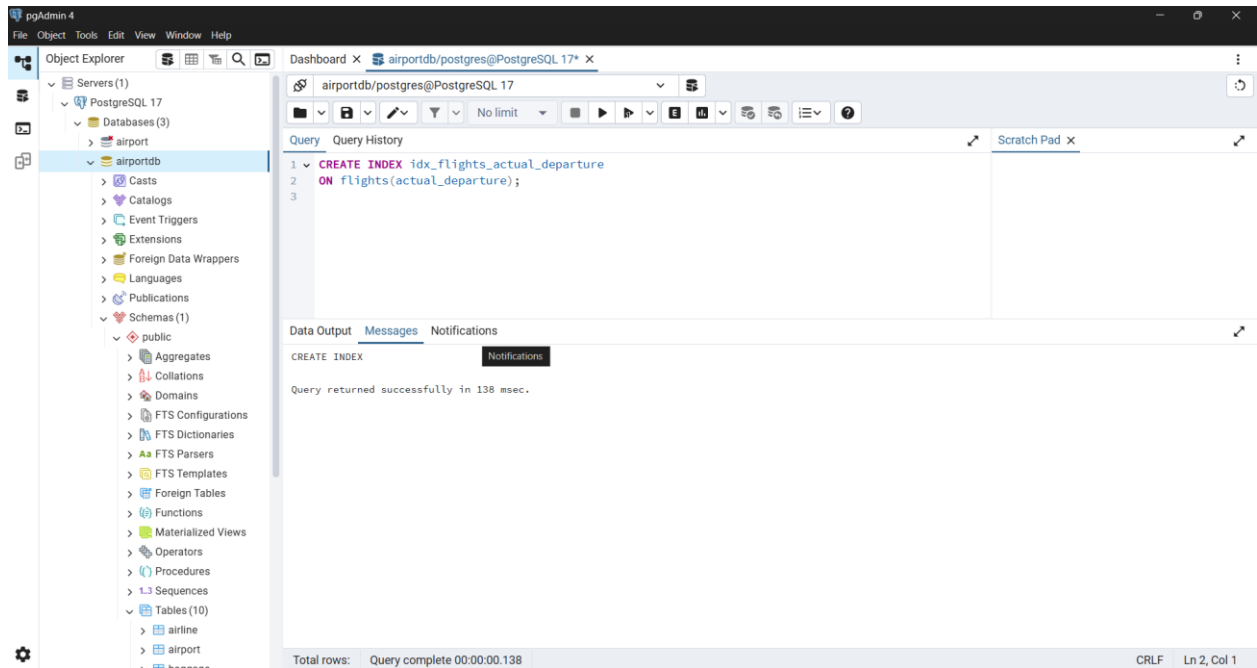 pgAdmin 4
File Object Tools Edit View Window Help
Object Explorer
Servers (1)
PostgreSQL 17
Databases (3)
airport
airportdb
Casts
Catalogs
Event Triggers
Extensions
Foreign Data Wrappers
Languages
Publications
Schemas (1)
public
Aggregates
Collations
Domains
FTS Configurations
FTS Dictionaries
Aa FTS Parsers
FTS Templates
Foreign Tables
Functions
Materialized Views
Operators
Procedures
1..3 Sequences
Tables (10)
airline
airport
Dashboard X airportdb/postgres@PostgreSQL 17* X
airportdb/postgres@PostgreSQL 17
No limit
Query Query History
Scratch Pad X
1 CREATE INDEX idx_flights_actual_departure
2 ON flights(actual_departure);
3
Data Output Messages Notifications
CREATE INDEX
Notifications
Query returned successfully in 138 msec.
Total rows: Query complete 00:00:00.138
CRLF Ln 2, Col 1